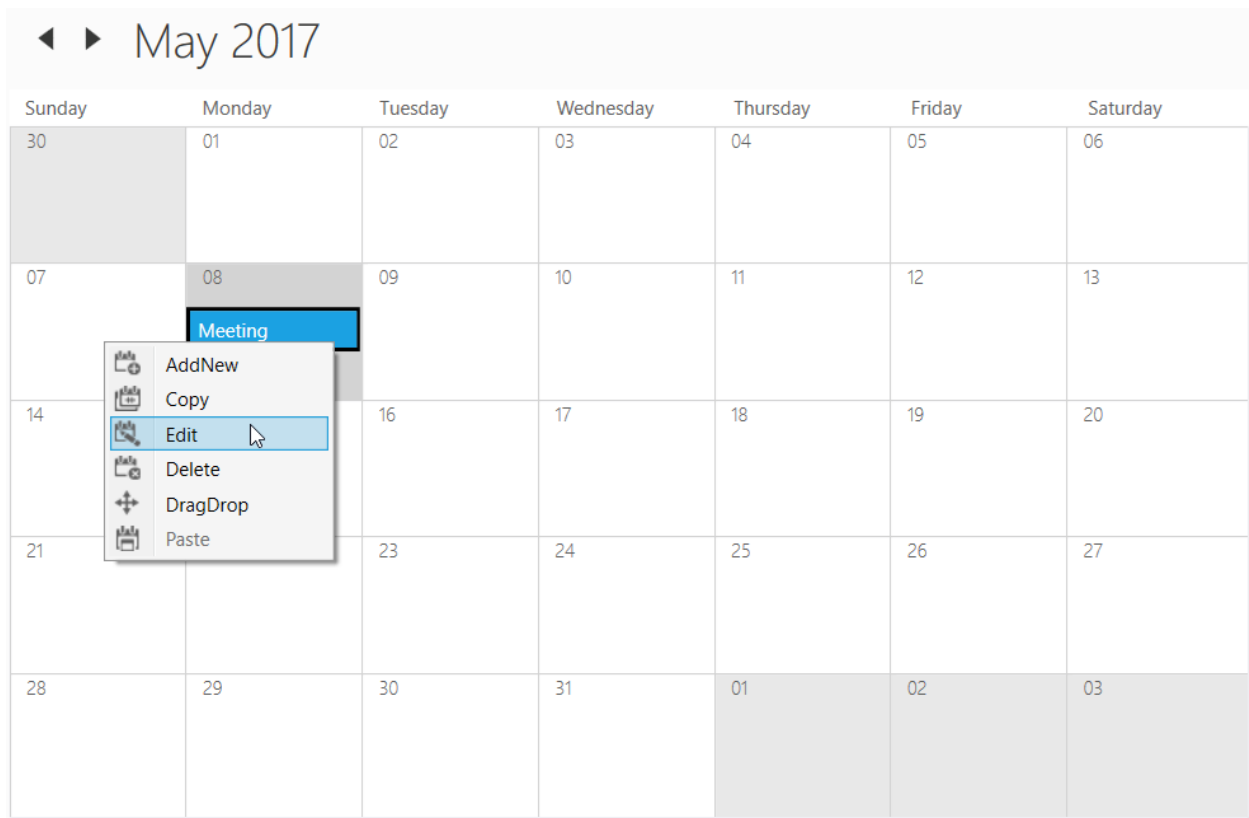 May 2017
Sunday Monday Tuesday Wednesday Thursday Friday Saturday
30 01 02 03 04 05 06
07 08 09 10 11 12 13
Meeting
AddNew
Copy
14 16 17 18 19 20
Edit
Delete
DragDrop
Paste
21 23 24 25 26 27
28 29 30 31 01 02 03